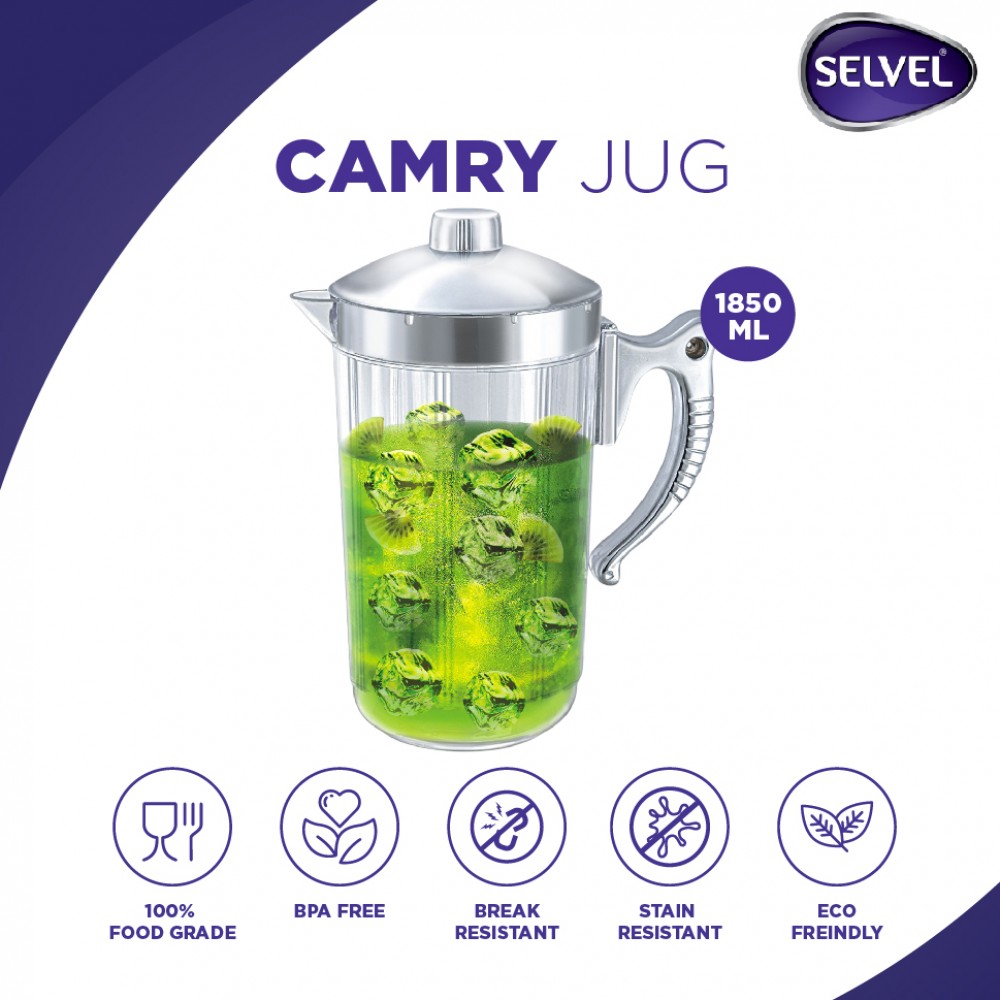 SELVEL®
CAMRY JUG
1850
ML
100%
FOOD GRADE
BPA FREE
BREAK
RESISTANT
STAIN
RESISTANT
ECO
FREINDLY